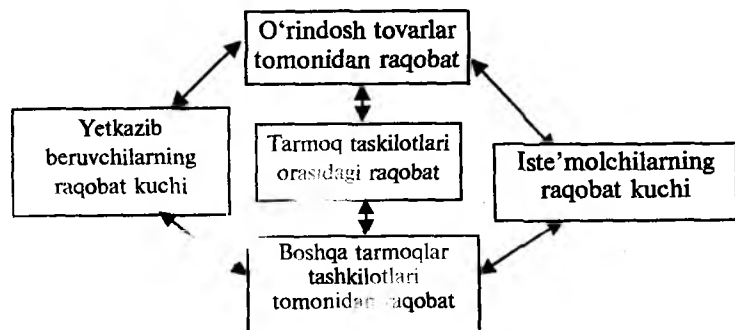 O‘rindosh tovarlar
tomonidan raqobat
Yetkazib
beruvchilarning
raqobat kuchi
Tarmoq taskilotlari
orasidagi raqobat
Iste’molchilarning
raqobat kuchi
Boshqa tarmoqlar
tashkilotlari
tomonidan raqobat